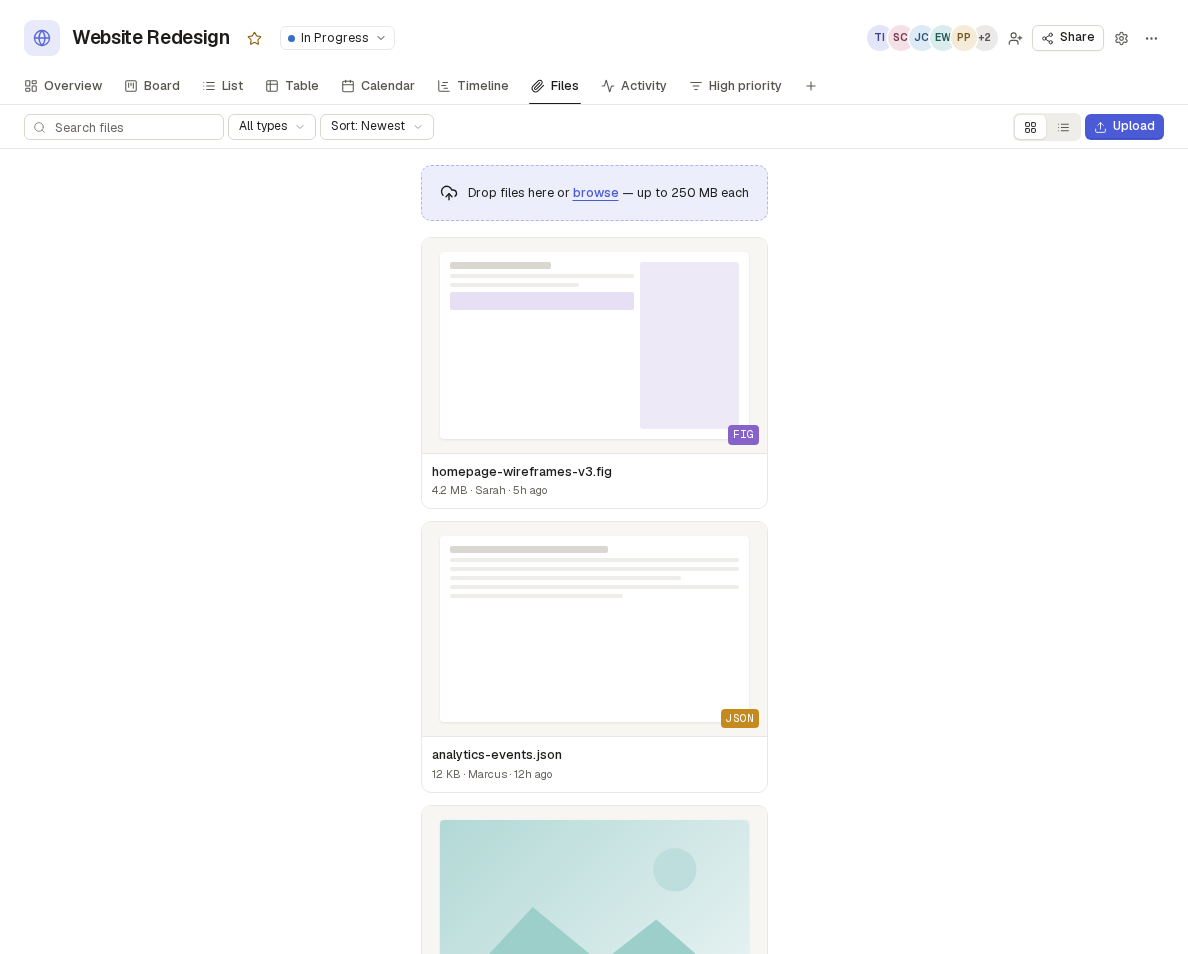 Website Redesign
In Progress
TI SC JC EW PP +2
Share
Overview Board List Table Calendar Timeline Files Activity High priority
Search files
All types
Sort: Newest
Upload
Drop files here or browse — up to 250 MB each
FIG
homepage-wireframes-v3.fig
4.2 MB · Sarah · 5h ago
JSON
analytics-events.json
12 KB · Marcus · 12h ago